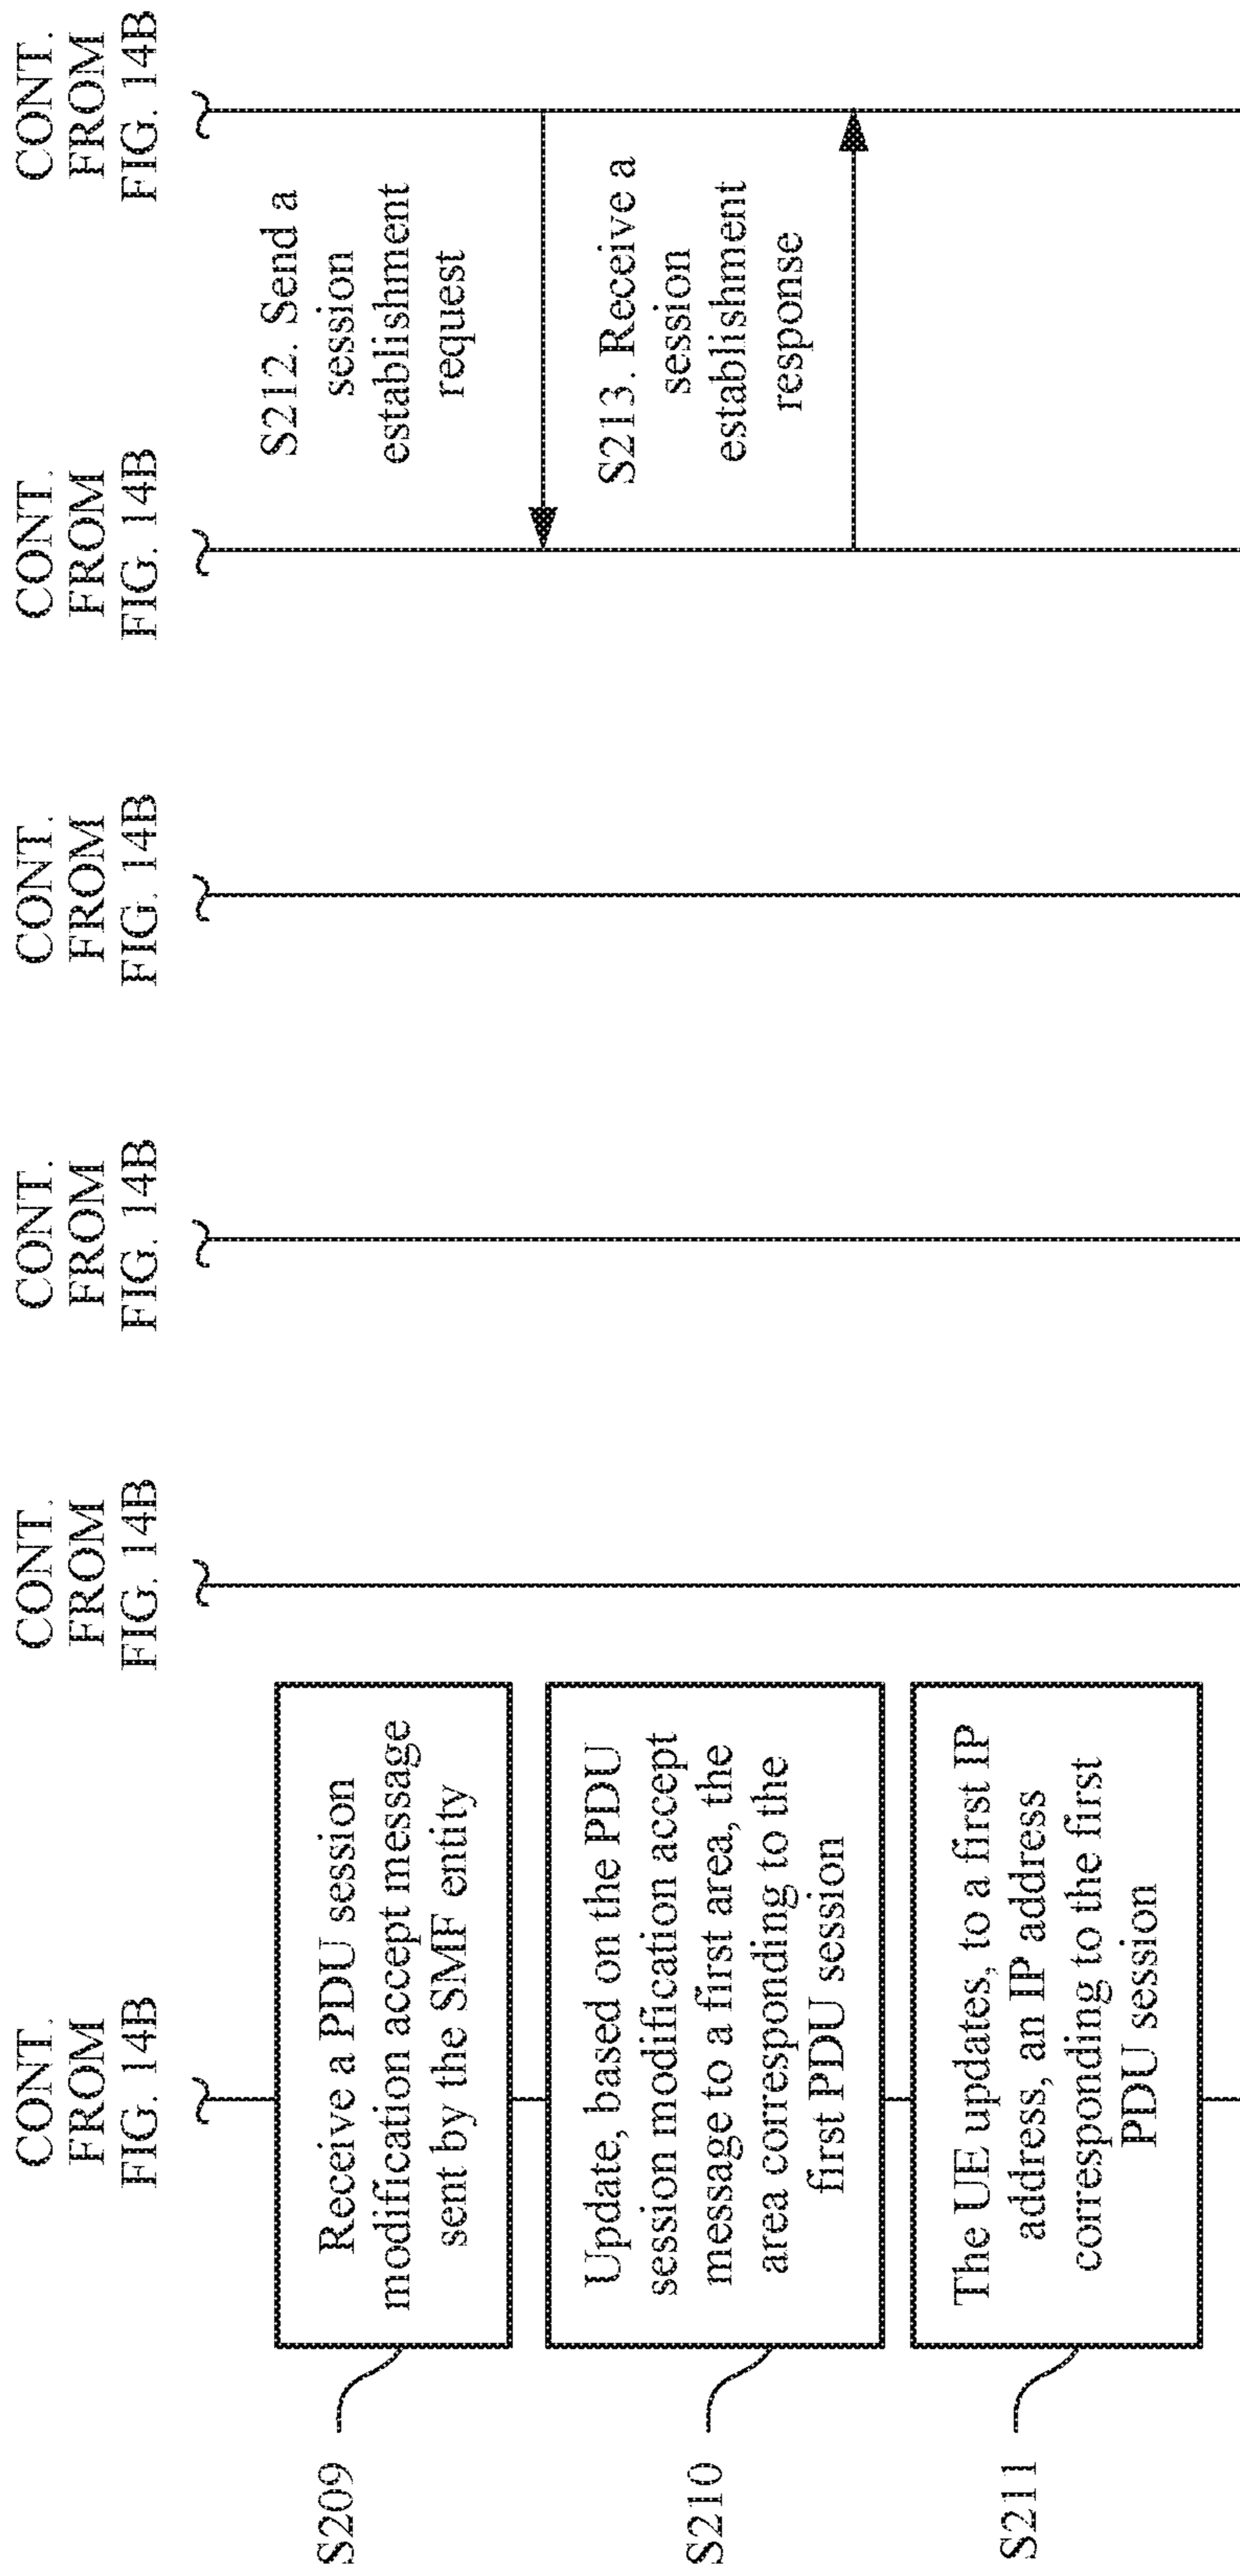 CONT.
FROM
FIG. 14B
CONT.
FROM
FIG. 14B
CONT.
FROM
FIG. 14B
CONT.
FROM
FIG. 14B
CONT.
FROM
FIG. 14B
CONT.
FROM
FIG. 14B
S209
Receive a PDU session
modification accept message
sent by the SMF entity
S210
Update, based on the PDU
session modification accept
message to a first area, the
area corresponding to the
first PDU session
S211
The UE updates, to a first IP
address, an IP address
corresponding to the first
PDU session
S212. Send a
session
establishment
request
S213. Receive a
session
establishment
response